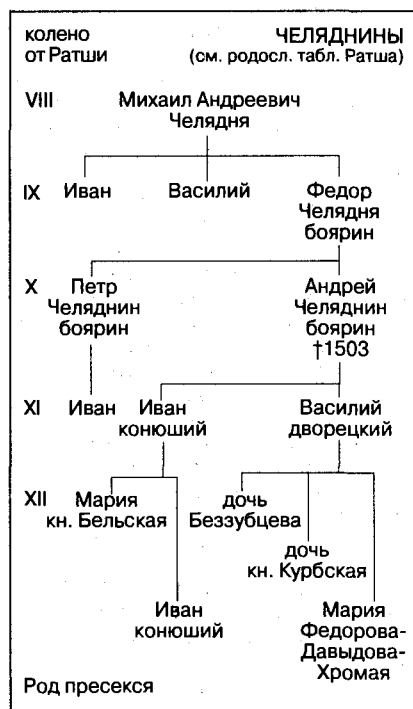 колено ЧЕЛЯДНИНЫ
от Ратши (см. родосл. табл. Ратша)
VIII Михаил Андреевич
Челядня
IX Иван Василий Федор
Челядня
боярин
X Петр Андрей
Челяднин Челяднин
боярин боярин
†1503
XI Иван Иван Василий
конюший дворецкий
XII Мария дочь
кн. Бельская Беззубцева
дочь
кн. Курбская
Иван Мария
конюший Федорова-
Давыдова-
Хромая
Род пресекся